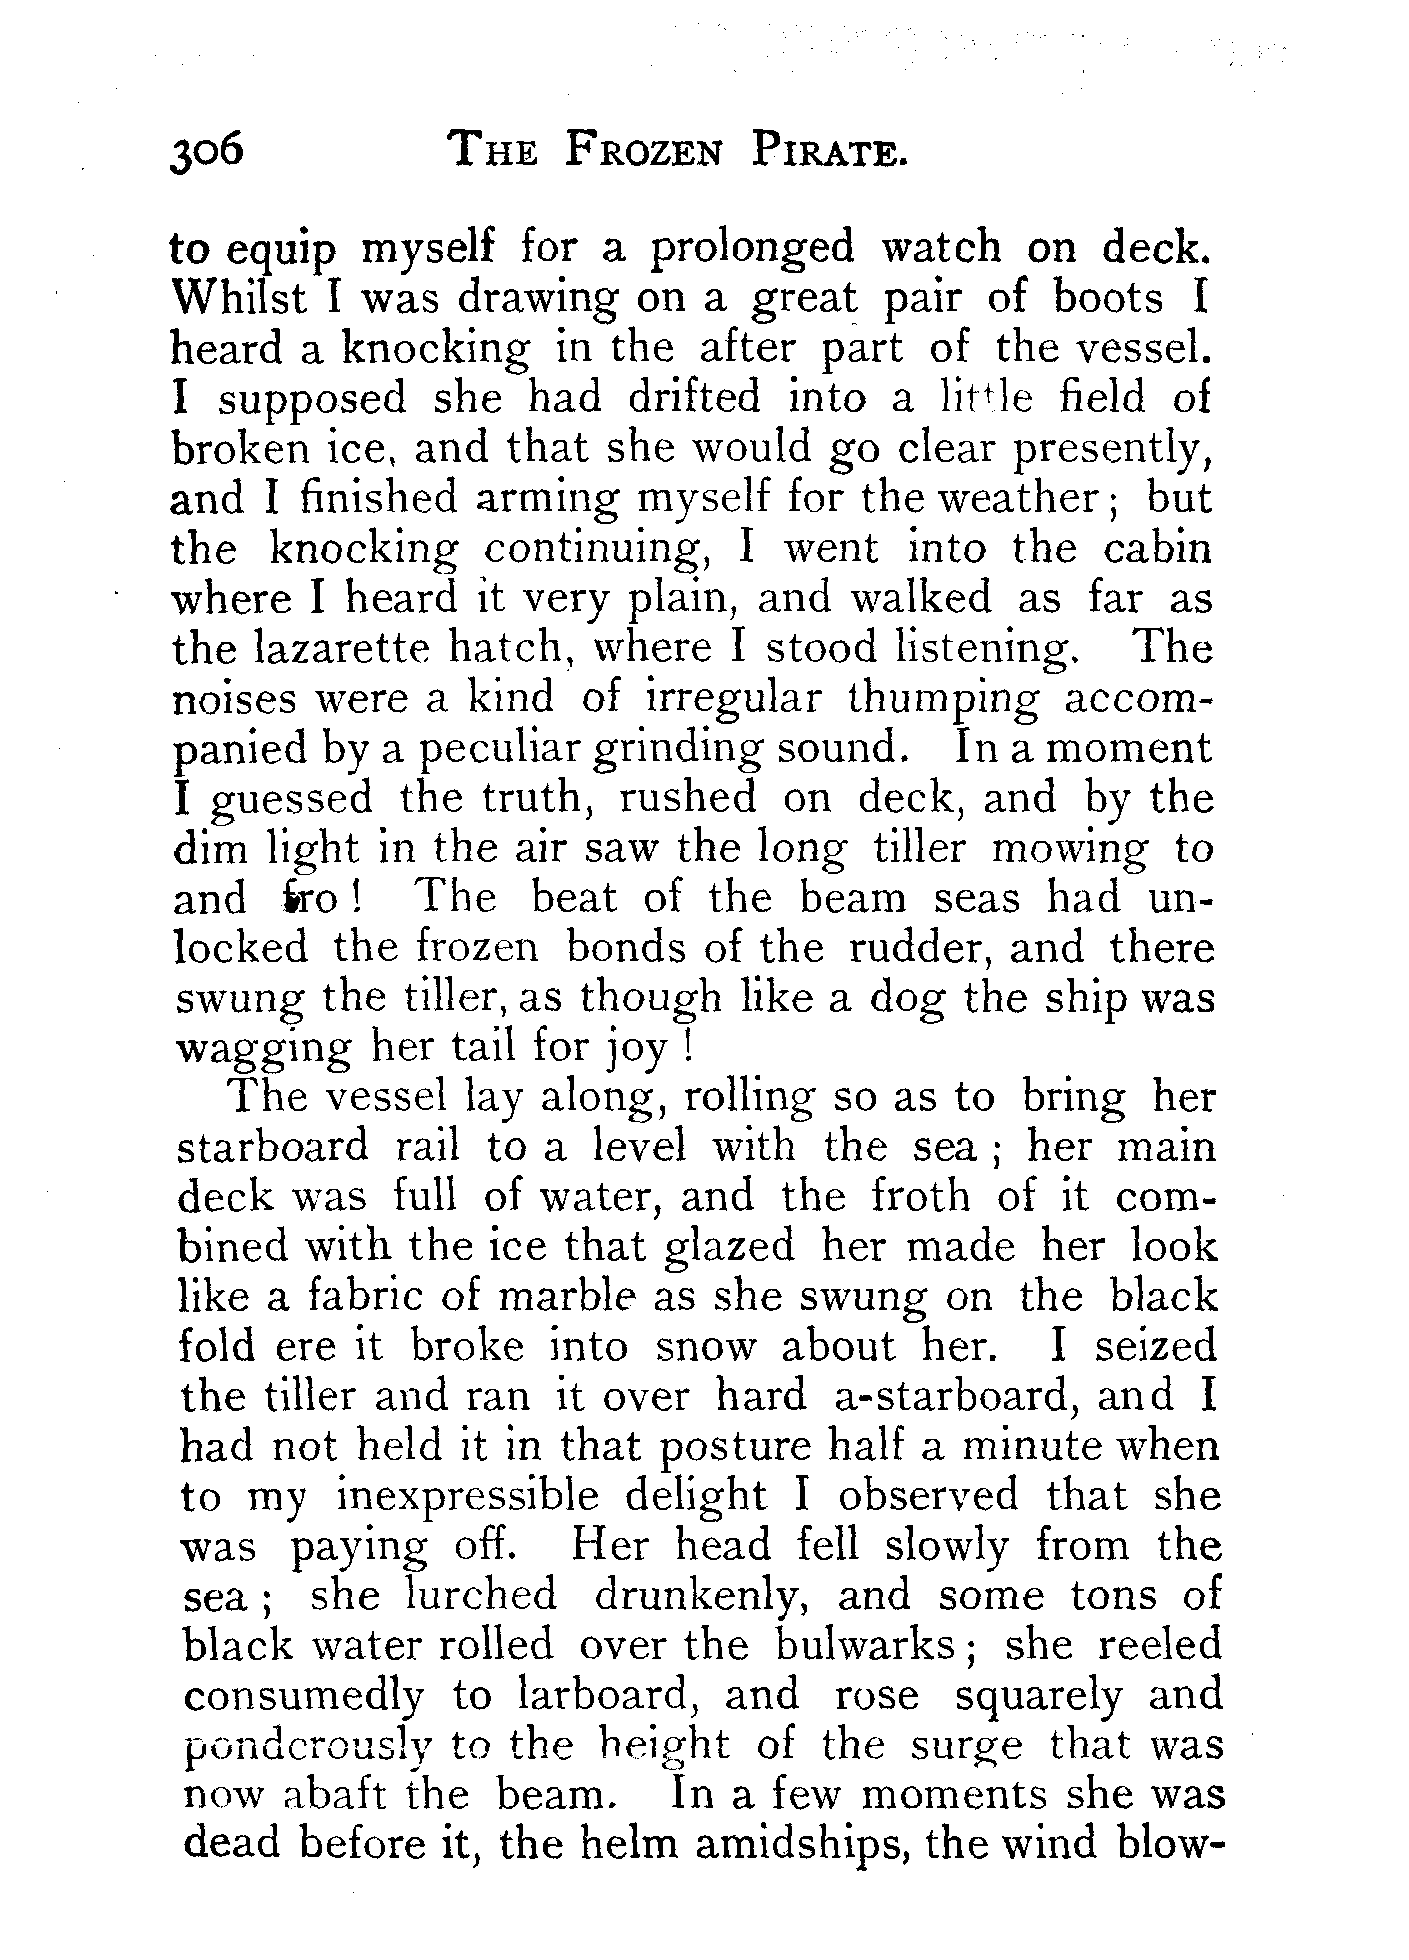 306 THE FROZEN PIRATE.
to equip myself for a prolonged watch on deck.
Whilst I was drawing on a great pair of boots I
heard a knocking in the after part of the vessel.
I supposed she had drifted into a little field of
broken ice, and that she would go clear presently,
and I finished arming myself for the weather; but
the knocking continuing, I went into the cabin
where I heard it very plain, and walked as far as
the lazarette hatch, where I stood listening. The
noises were a kind of irregular thumping accom-
panied by a peculiar grinding sound. In a moment
I guessed the truth, rushed on deck, and by the
dim light in the air saw the long tiller mowing to
and fro! The beat of the beam seas had un-
locked the frozen bonds of the rudder, and there
swung the tiller, as though like a dog the ship was
wagging her tail for joy!
The vessel lay along, rolling so as to bring her
starboard rail to a level with the sea; her main
deck was full of water, and the froth of it com-
bined with the ice that glazed her made her look
like a fabric of marble as she swung on the black
fold ere it broke into snow about her. I seized
the tiller and ran it over hard a-starboard, and I
had not held it in that posture half a minute when
to my inexpressible delight I observed that she
was paying off. Her head fell slowly from the
sea; she lurched drunkenly, and some tons of
black water rolled over the bulwarks; she reeled
consumedly to larboard, and rose squarely and
ponderously to the height of the surge that was
now abaft the beam. In a few moments she was
dead before it, the helm amidships, the wind blow-